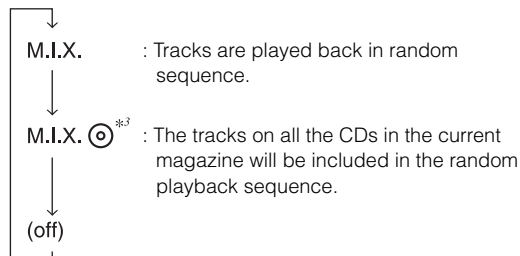 M.I.X. : Tracks are played back in random
sequence.
M.I.X. *3 : The tracks on all the CDs in the current
magazine will be included in the random
playback sequence.
(off)